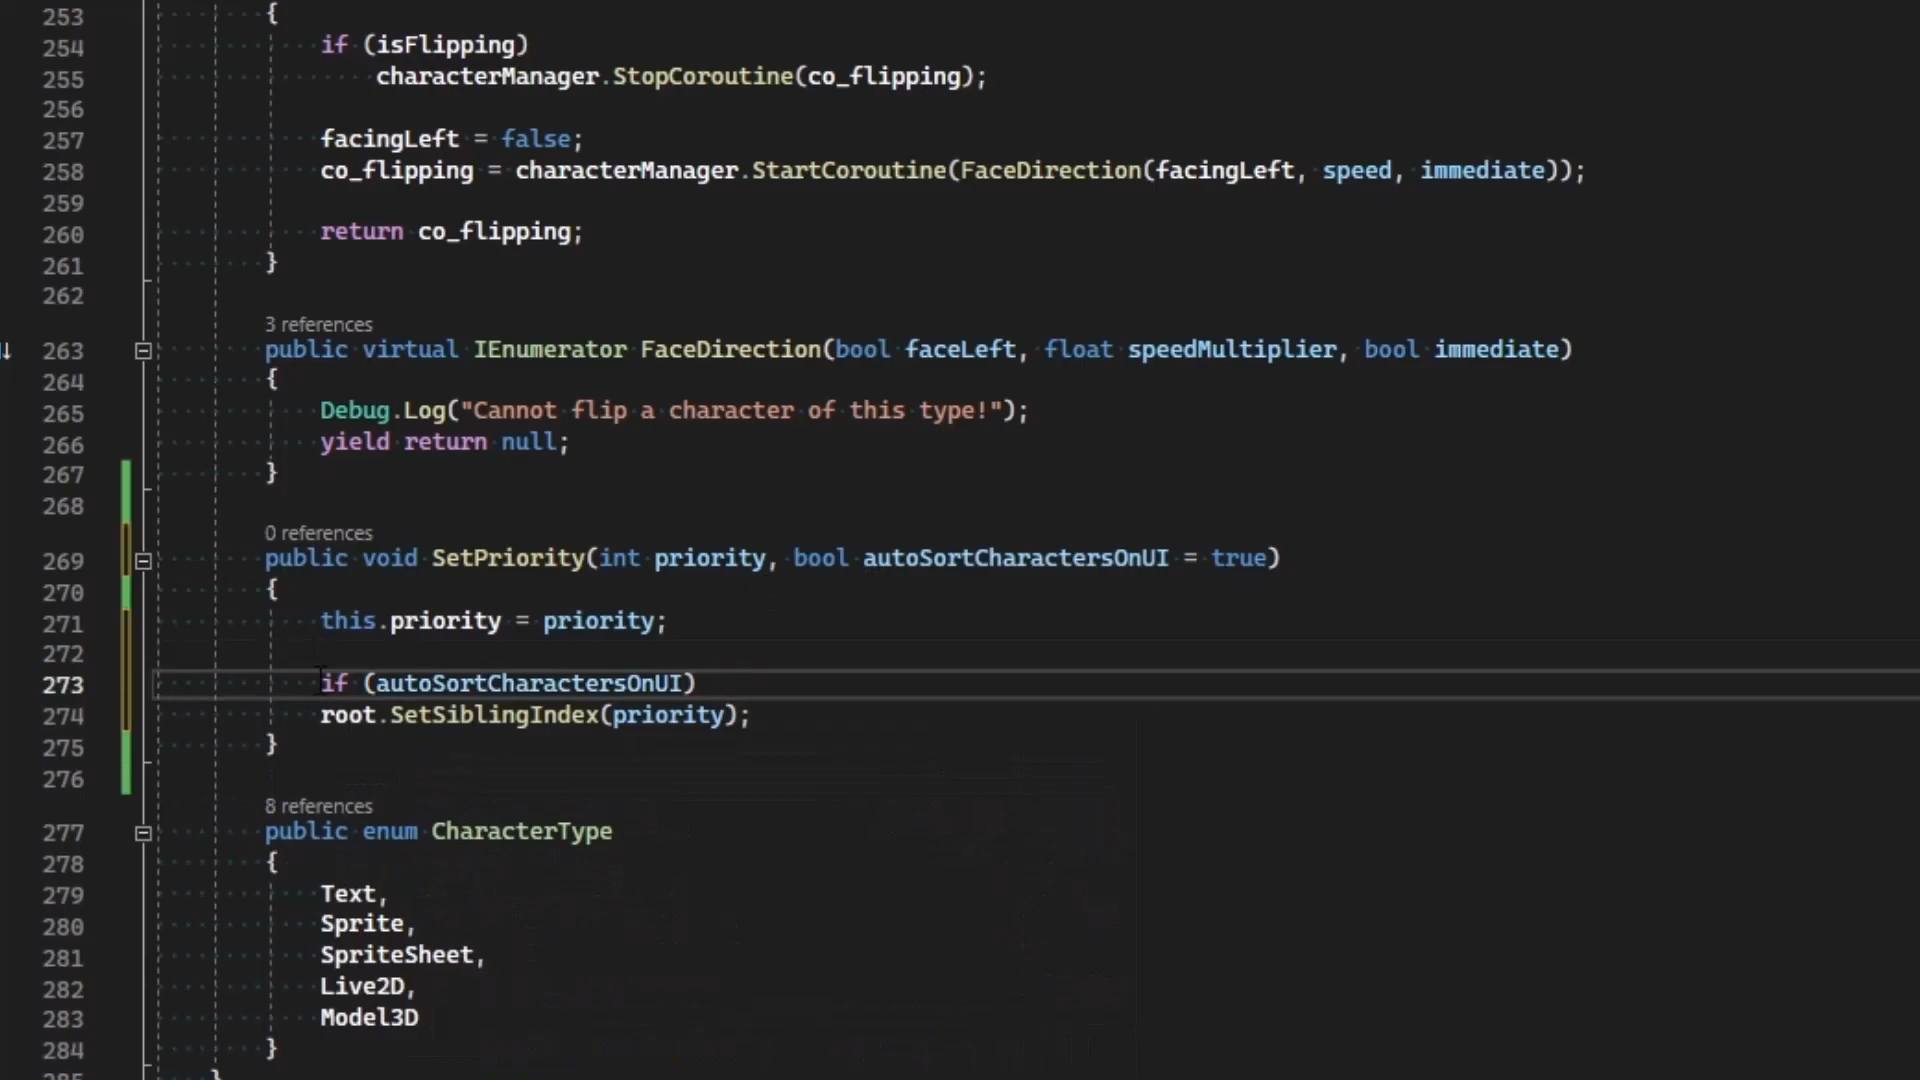 253 {
254 if (isFlipping)
255 characterManager.StopCoroutine(co_flipping);
256
257 facingLeft = false;
258 co_flipping = characterManager.StartCoroutine(FaceDirection(facingLeft, speed, immediate));
259
260 return co_flipping;
261 }
262
3 references
263 public virtual IEnumerator FaceDirection(bool faceLeft, float speedMultiplier, bool immediate)
264 {
265 Debug.Log("Cannot flip a character of this type!");
266 yield return null;
267 }
268
0 references
269 public void SetPriority(int priority, bool autoSortCharactersOnUI = true)
270 {
271 this.priority = priority;
272
273 if (autoSortCharactersOnUI)
274 root.SetSiblingIndex(priority);
275 }
276
8 references
277 public enum CharacterType
278 {
279 Text,
280 Sprite,
281 SpriteSheet,
282 Live2D,
283 Model3D
284 }
285 }